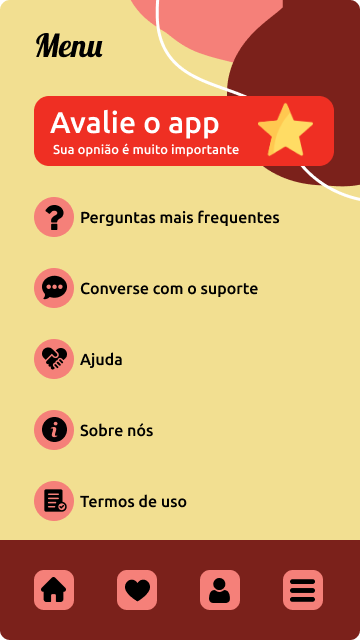 Menu
Avalie o app
Sua opnião é muito importante
Perguntas mais frequentes
Converse com o suporte
Ajuda
Sobre nós
Termos de uso